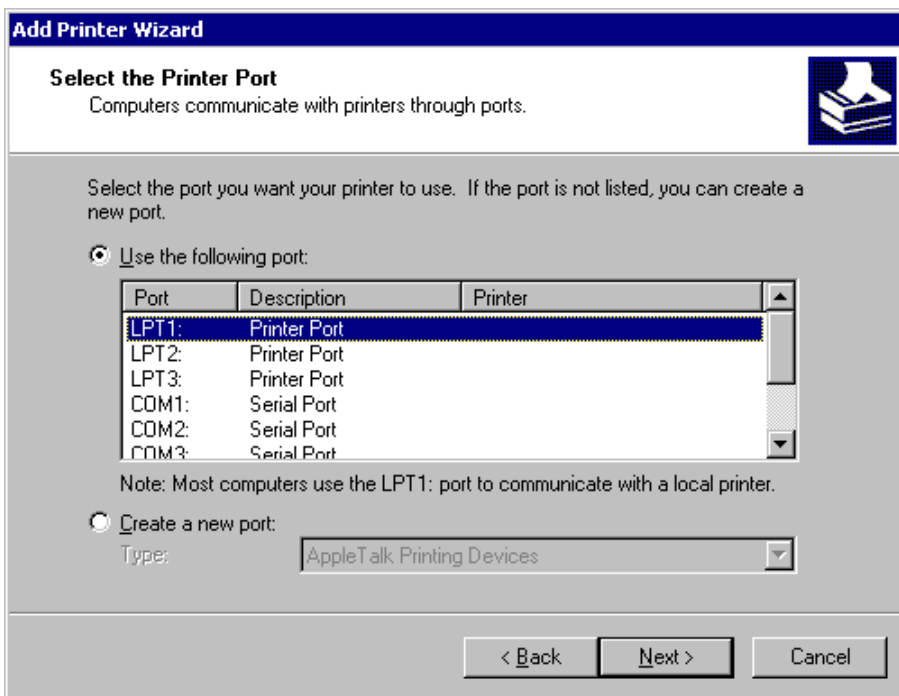 Add Printer Wizard
Select the Printer Port
Computers communicate with printers through ports.
Select the port you want your printer to use.  If the port is not listed, you can create a
new port.
Use the following port:
Port Description Printer
LPT1: Printer Port
LPT2: Printer Port
LPT3: Printer Port
COM1: Serial Port
COM2: Serial Port
COM3: Serial Port
Note: Most computers use the LPT1: port to communicate with a local printer.
Create a new port:
Type: AppleTalk Printing Devices
< Back Next > Cancel